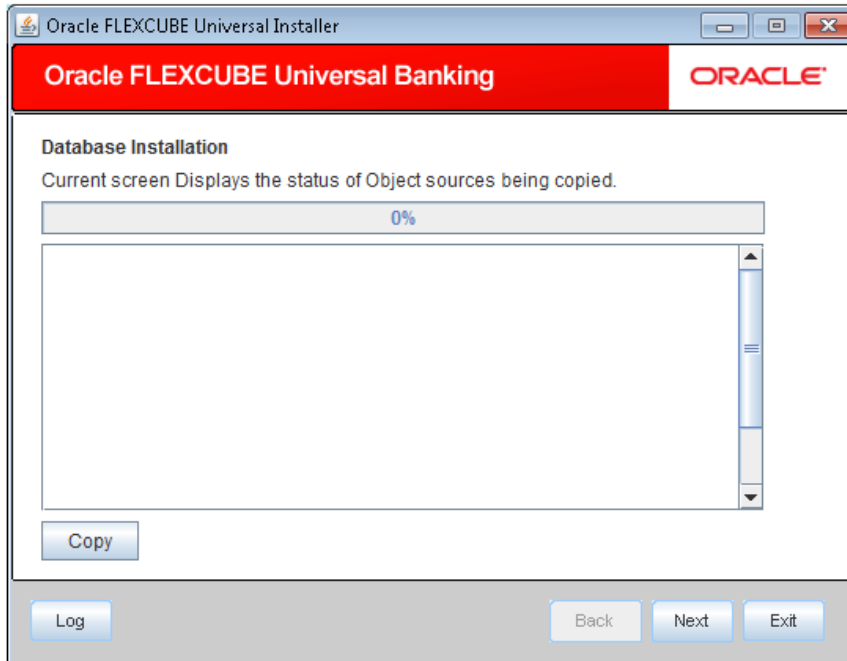 Oracle FLEXCUBE Universal Installer
Oracle FLEXCUBE Universal Banking
ORACLE
Database Installation
Current screen Displays the status of Object sources being copied.
0%
Copy
Log Back Next Exit